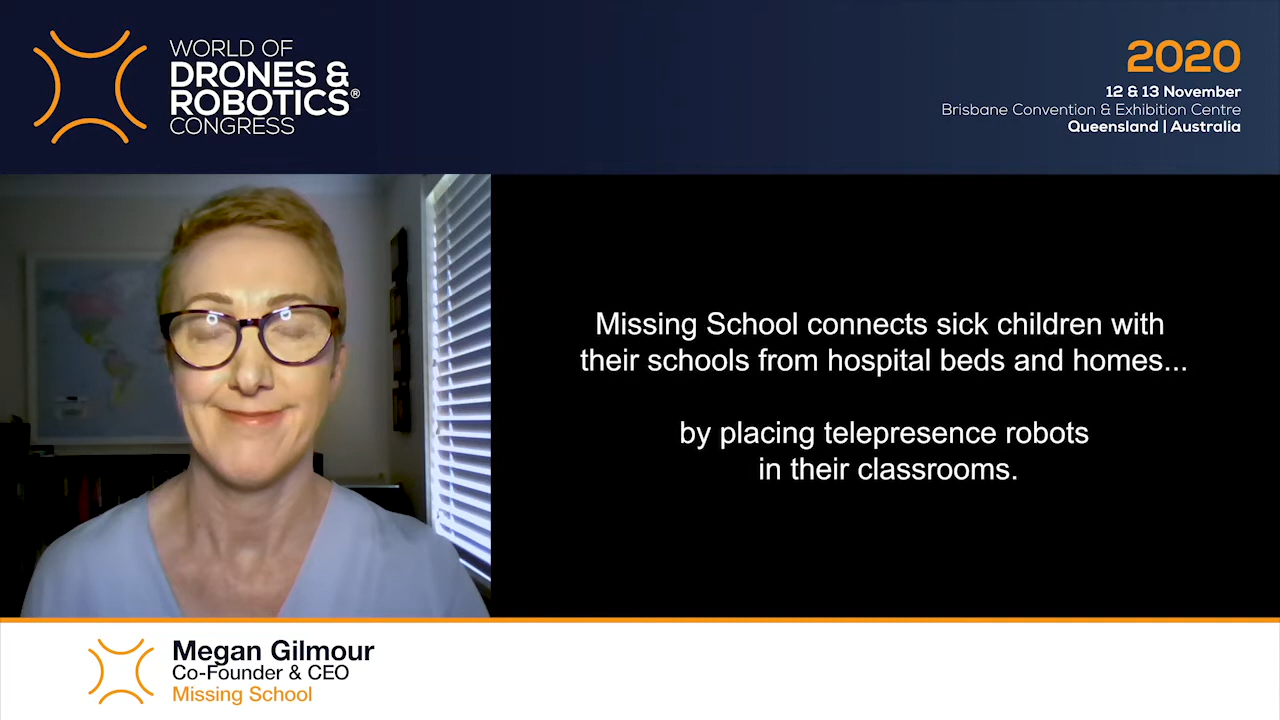 WORLD OF
DRONES &
ROBOTICS®
CONGRESS
2020
12 & 13 November
Brisbane Convention & Exhibition Centre
Queensland | Australia
Missing School connects sick children with
their schools from hospital beds and homes...
by placing telepresence robots
in their classrooms.
Megan Gilmour
Co-Founder & CEO
Missing School